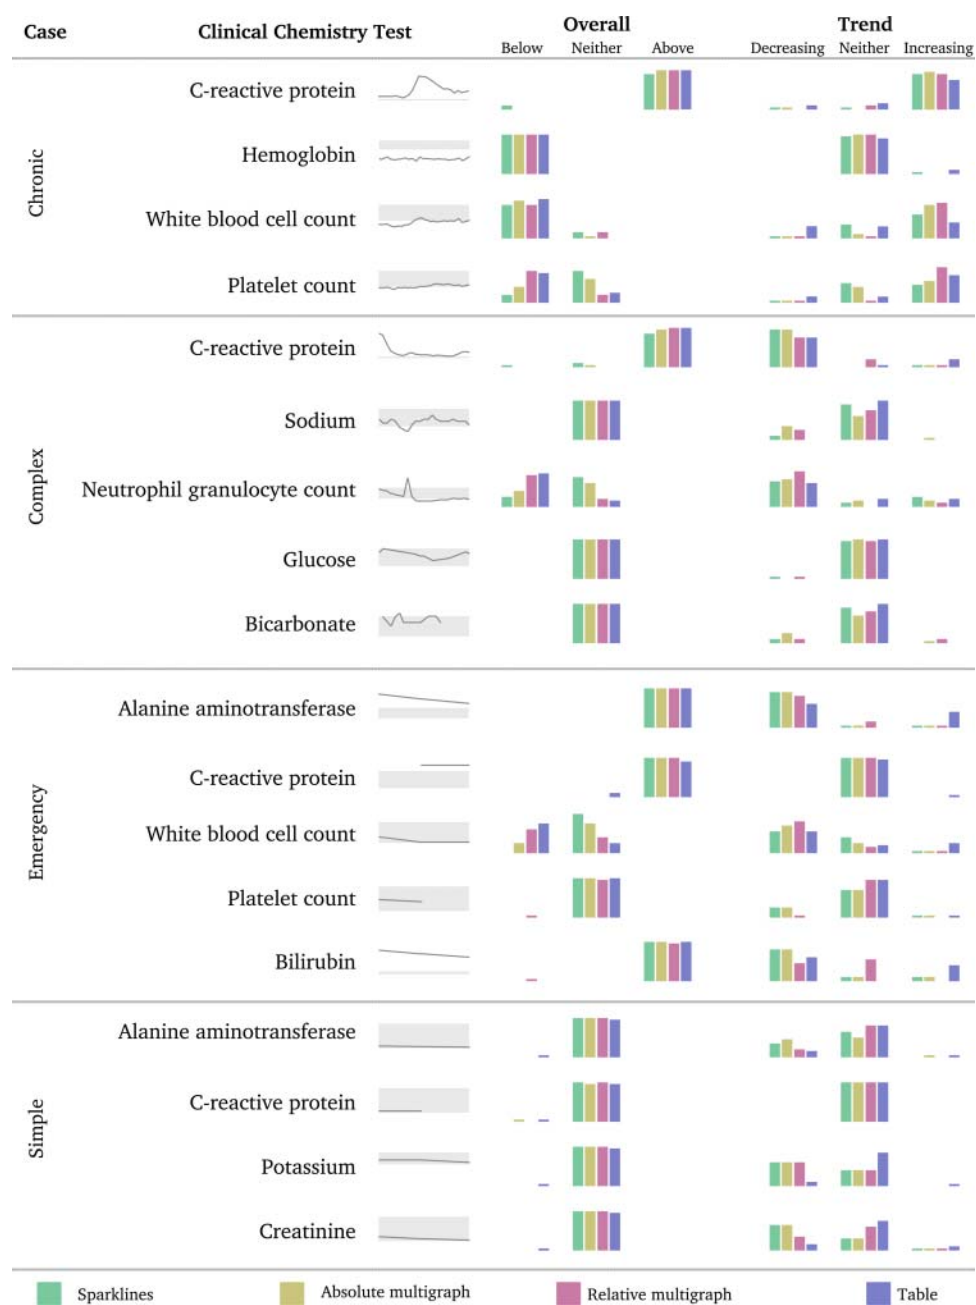 Case Clinical Chemistry Test Overall Trend
Below Neither Above Decreasing Neither Increasing
Chronic
C-reactive protein
Hemoglobin
White blood cell count
Platelet count
Complex
C-reactive protein
Sodium
Neutrophil granulocyte count
Glucose
Bicarbonate
Emergency
Alanine aminotransferase
C-reactive protein
White blood cell count
Platelet count
Bilirubin
Simple
Alanine aminotransferase
C-reactive protein
Potassium
Creatinine
Sparklines Absolute multigraph Relative multigraph Table